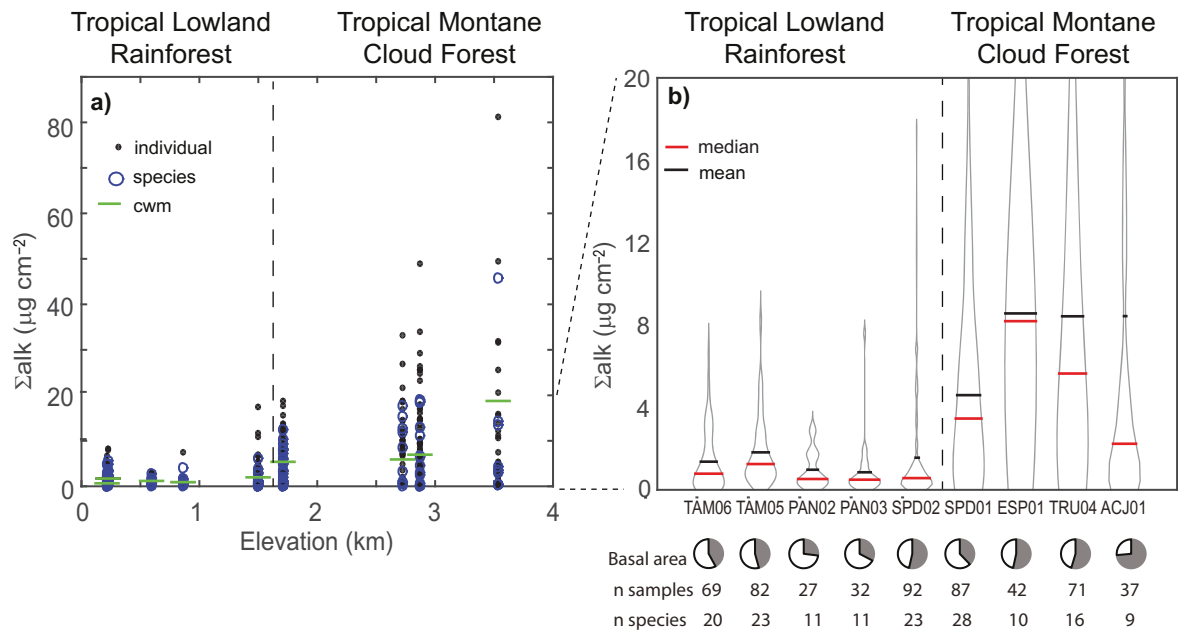 Tropical Lowland
Rainforest
Tropical Montane
Cloud Forest
a)
individual
species
cwm
80
60
40
20
0
Σalk (μg cm⁻²)
0 1 2 3 4
Elevation (km)
Tropical Lowland
Rainforest
Tropical Montane
Cloud Forest
b)
median
mean
20
16
12
8
4
0
Σalk (μg cm⁻²)
TAM06 TAM05 PAN02 PAN03 SPD02 SPD01 ESP01 TRU04 ACJ01
Basal area
n samples 69 82 27 32 92 87 42 71 37
n species 20 23 11 11 23 28 10 16 9